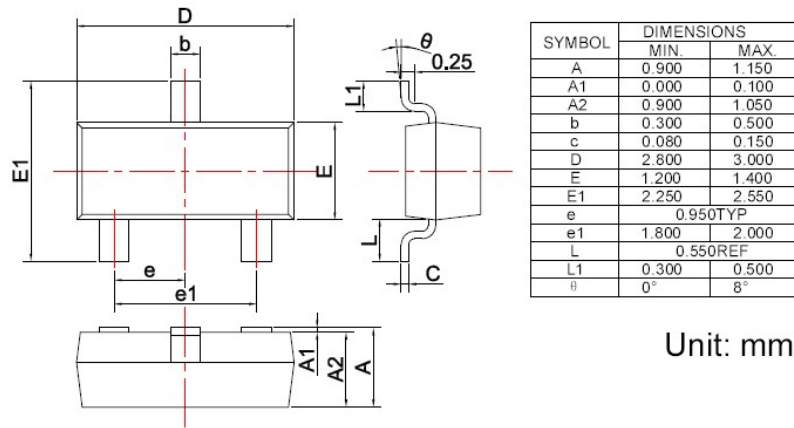 D
b
θ
0.25
L1
E1
E
L
C
e
e1
A1
A2
A
SYMBOL DIMENSIONS
MIN. MAX.
A 0.900 1.150
A1 0.000 0.100
A2 0.900 1.050
b 0.300 0.500
c 0.080 0.150
D 2.800 3.000
E 1.200 1.400
E1 2.250 2.550
e 0.950TYP
e1 1.800 2.000
L 0.550REF
L1 0.300 0.500
θ 0° 8°
Unit: mm